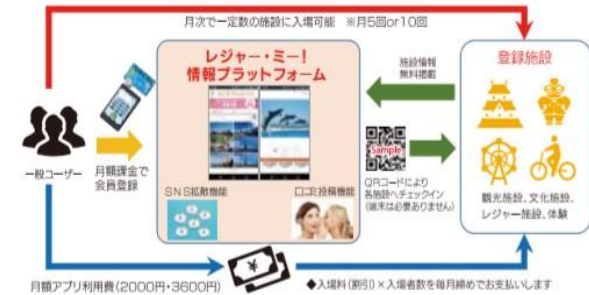 月次で一定数の施設に入場可能 ※月5回or10回
レジャー・ミー!
情報プラットフォーム
登録施設
施設情報
無料掲載
一般ユーザー
月額課金で
会員登録
Sample
SNS拡散機能
口コミ投稿機能
QRコードにより
各施設へチェックイン
(端末は必要ありません)
観光施設、文化施設、
レジャー施設、体験
¥
月額アプリ利用費(2000円・3600円)
◆入場料(割引)×入場者数を毎月締めでお支払いします